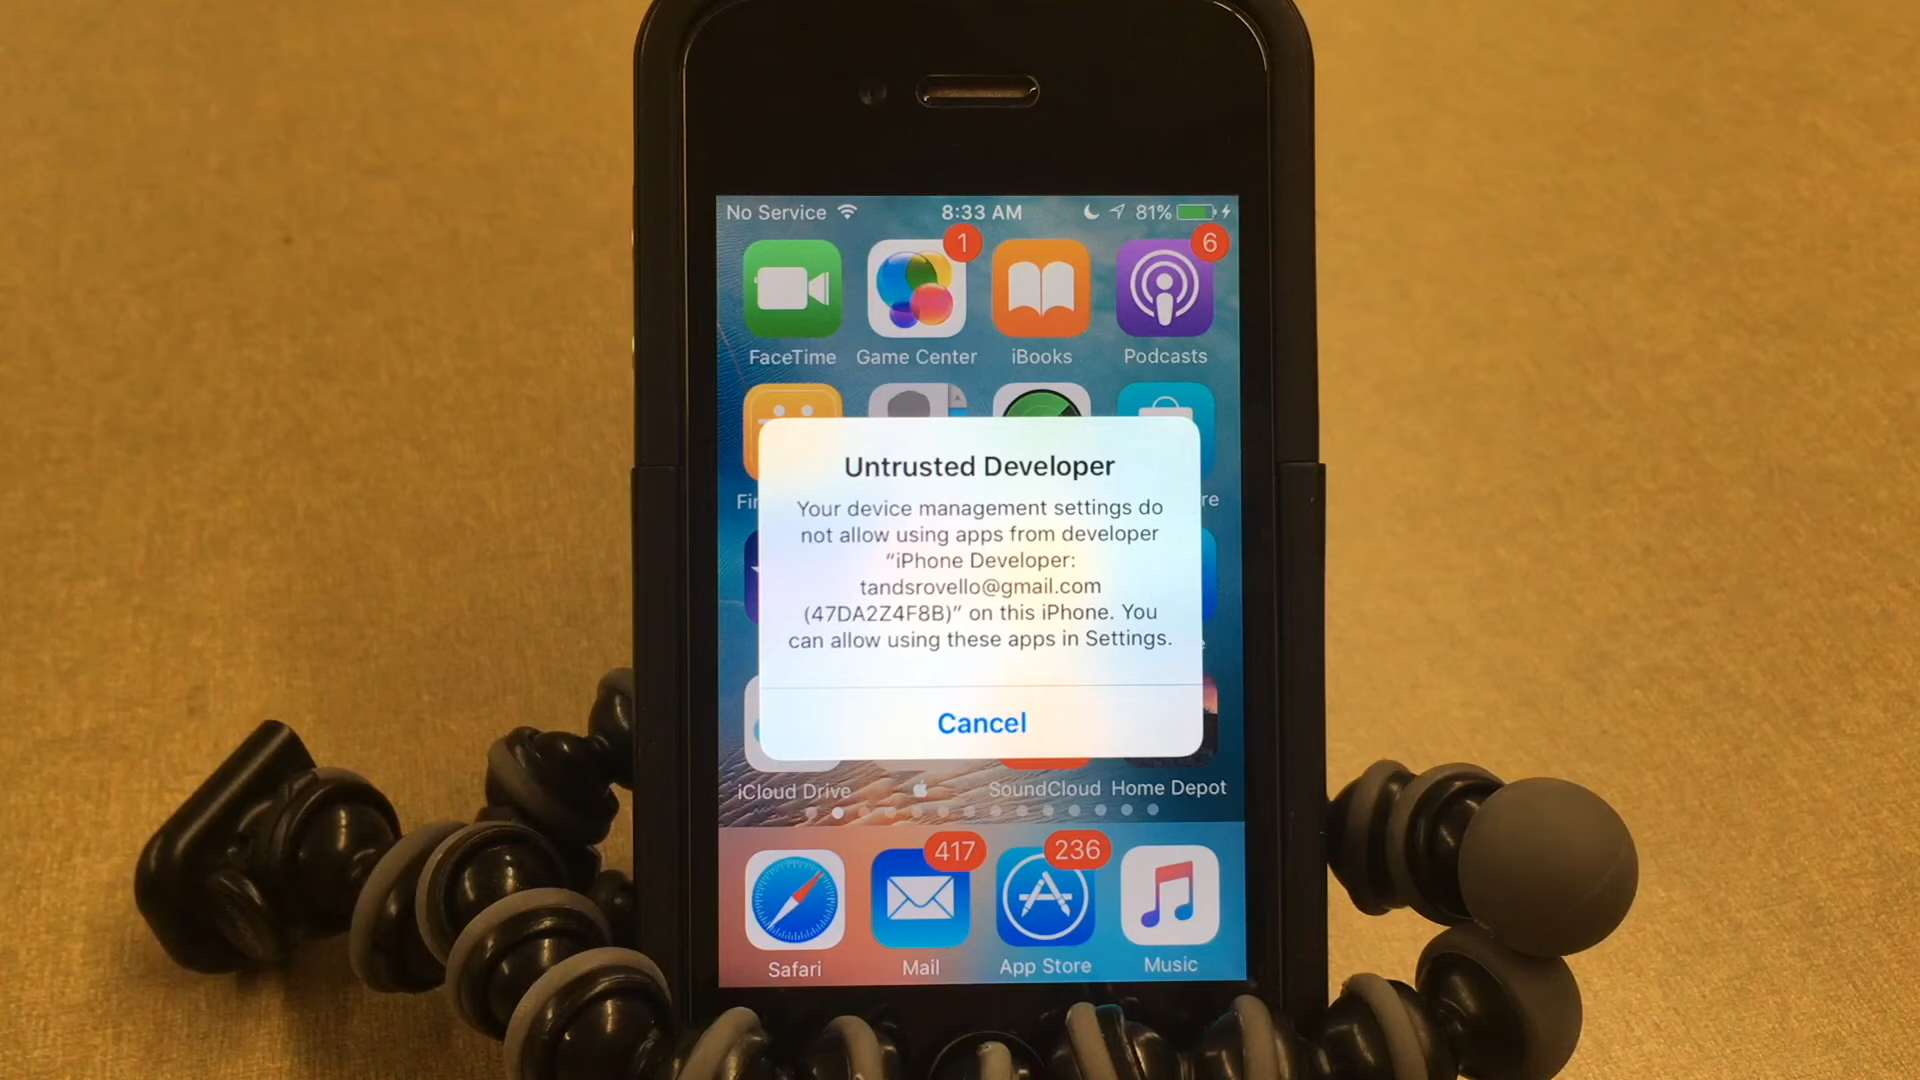 No Service 8:33 AM 81%
1 6
FaceTime Game Center iBooks Podcasts
Untrusted Developer
Your device management settings do
not allow using apps from developer
“iPhone Developer:
tandsrovello@gmail.com
(47DA2Z4F8B)” on this iPhone. You
can allow using these apps in Settings.
Cancel
iCloud Drive SoundCloud Home Depot
417 236
Safari Mail App Store Music